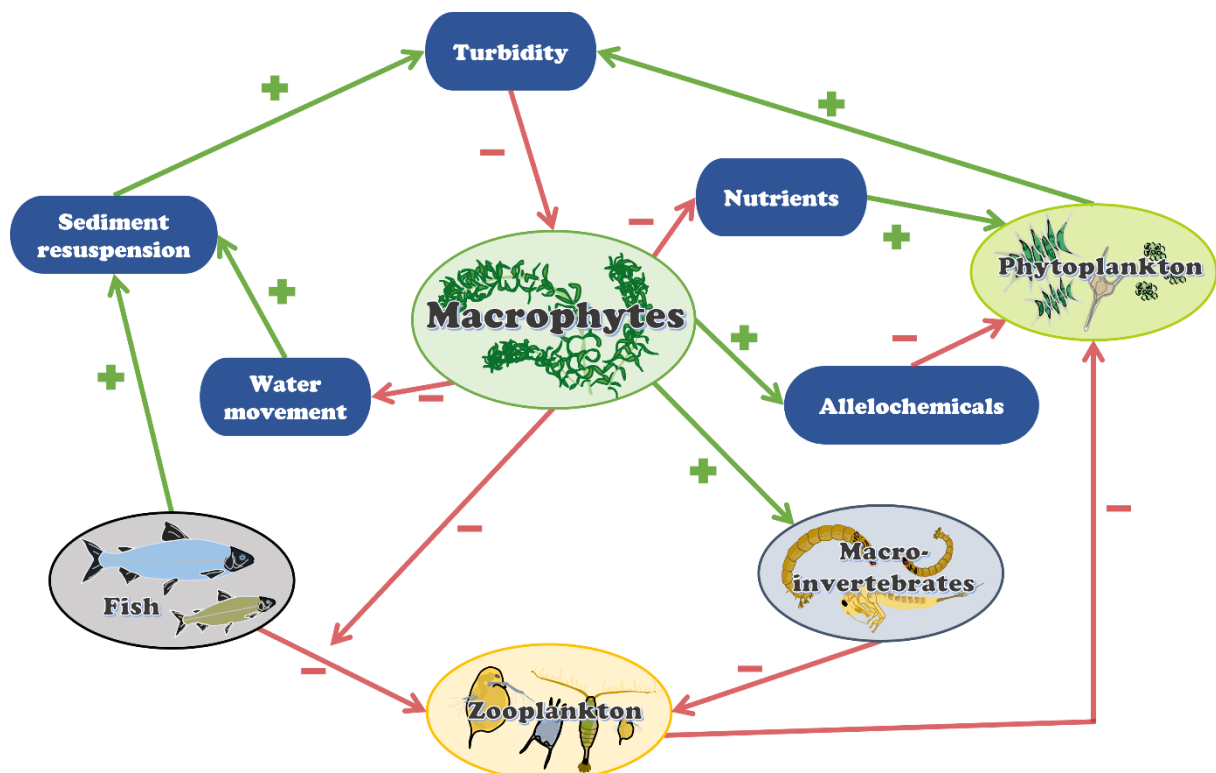 Turbidity
Nutrients
Sediment
resuspension
Phytoplankton
Macrophytes
Water
movement
Allelochemicals
Macro-
invertebrates
Fish
Zooplankton